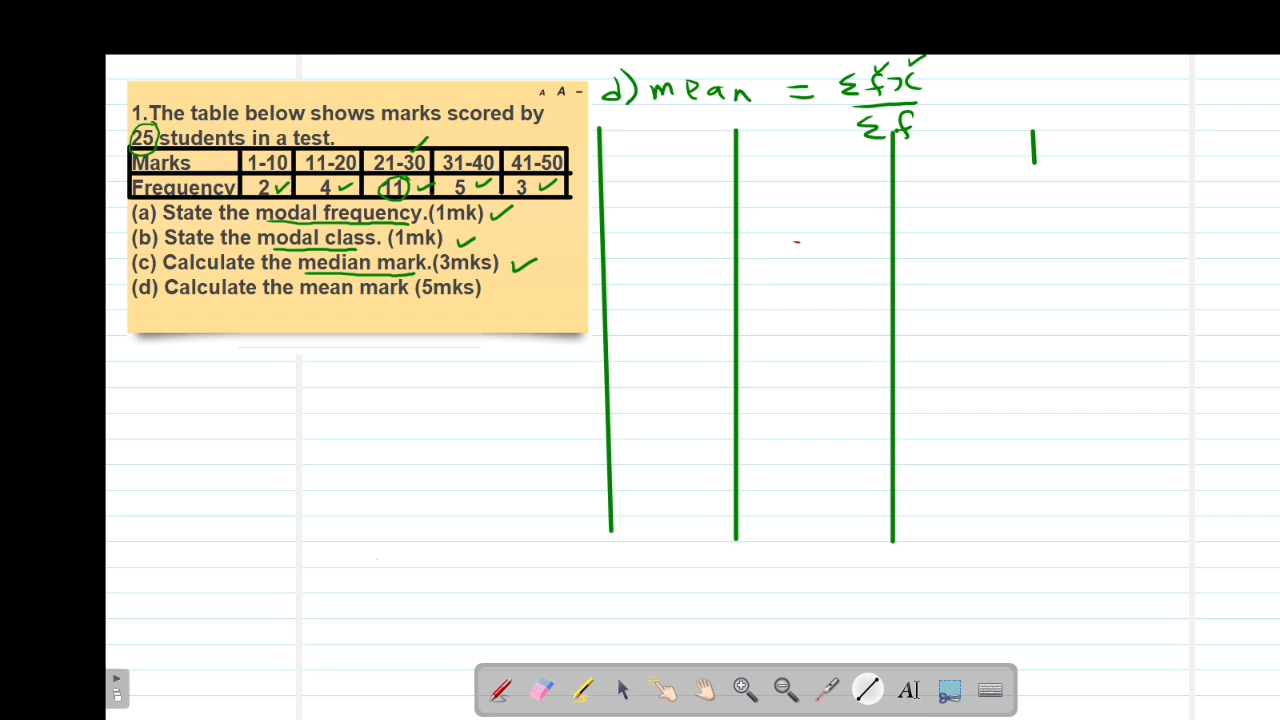 A A –
1.The table below shows marks scored by
25 students in a test.
Marks 1-10 11-20 21-30 31-40 41-50
Frequency 2 4 11 5 3
(a) State the modal frequency.(1mk)
(b) State the modal class. (1mk)
(c) Calculate the median mark.(3mks)
(d) Calculate the mean mark (5mks)
d) mean = Σfx
Σf
AI